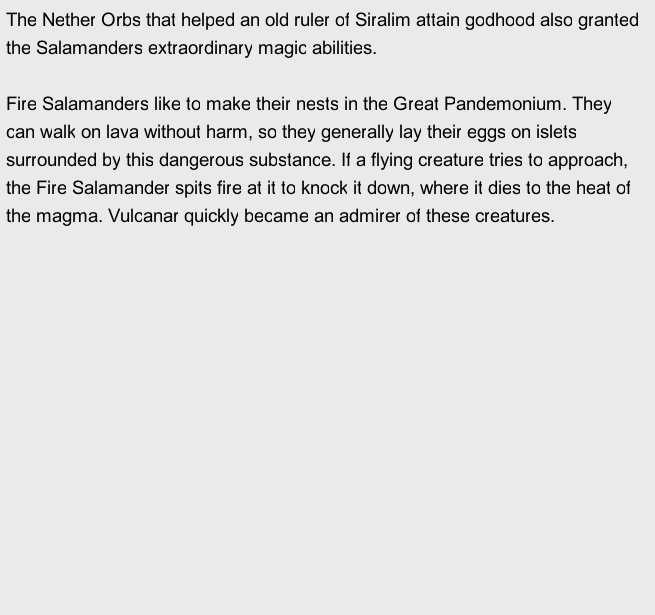 The Nether Orbs that helped an old ruler of Siralim attain godhood also granted
the Salamanders extraordinary magic abilities.

Fire Salamanders like to make their nests in the Great Pandemonium. They
can walk on lava without harm, so they generally lay their eggs on islets
surrounded by this dangerous substance. If a flying creature tries to approach,
the Fire Salamander spits fire at it to knock it down, where it dies to the heat of
the magma. Vulcanar quickly became an admirer of these creatures.